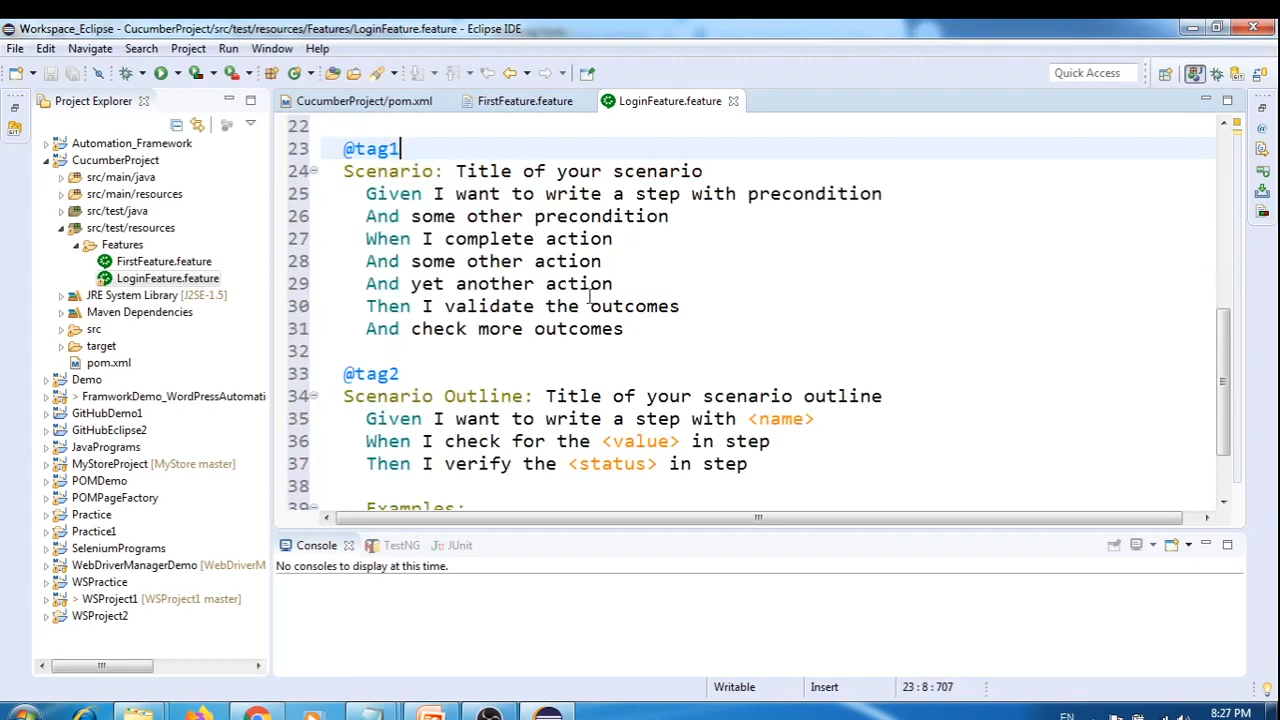 Workspace_Eclipse - CucumberProject/src/test/resources/Features/LoginFeature.feature - Eclipse IDE
File Edit Navigate Search Project Run Window Help
Quick Access
Project Explorer
CucumberProject/pom.xml FirstFeature.feature LoginFeature.feature
Automation_Framework
CucumberProject
src/main/java
src/main/resources
src/test/java
src/test/resources
Features
FirstFeature.feature
LoginFeature.feature
JRE System Library [J2SE-1.5]
Maven Dependencies
src
target
pom.xml
Demo
> FramworkDemo_WordPressAutomati
GitHubDemo1
GitHubEclipse2
JavaPrograms
MyStoreProject [MyStore master]
POMDemo
POMPageFactory
Practice
Practice1
SeleniumPrograms
WebDriverManagerDemo [WebDriverM
WSPractice
> WSProject1 [WSProject1 master]
WSProject2
22
23 @tag1
24 Scenario: Title of your scenario
25 Given I want to write a step with precondition
26 And some other precondition
27 When I complete action
28 And some other action
29 And yet another action
30 Then I validate the outcomes
31 And check more outcomes
32
33 @tag2
34 Scenario Outline: Title of your scenario outline
35 Given I want to write a step with <name>
36 When I check for the <value> in step
37 Then I verify the <status> in step
38
39 Examples:
Console TestNG JUnit
No consoles to display at this time.
Writable Insert 23:8:707
EN 8:27 PM